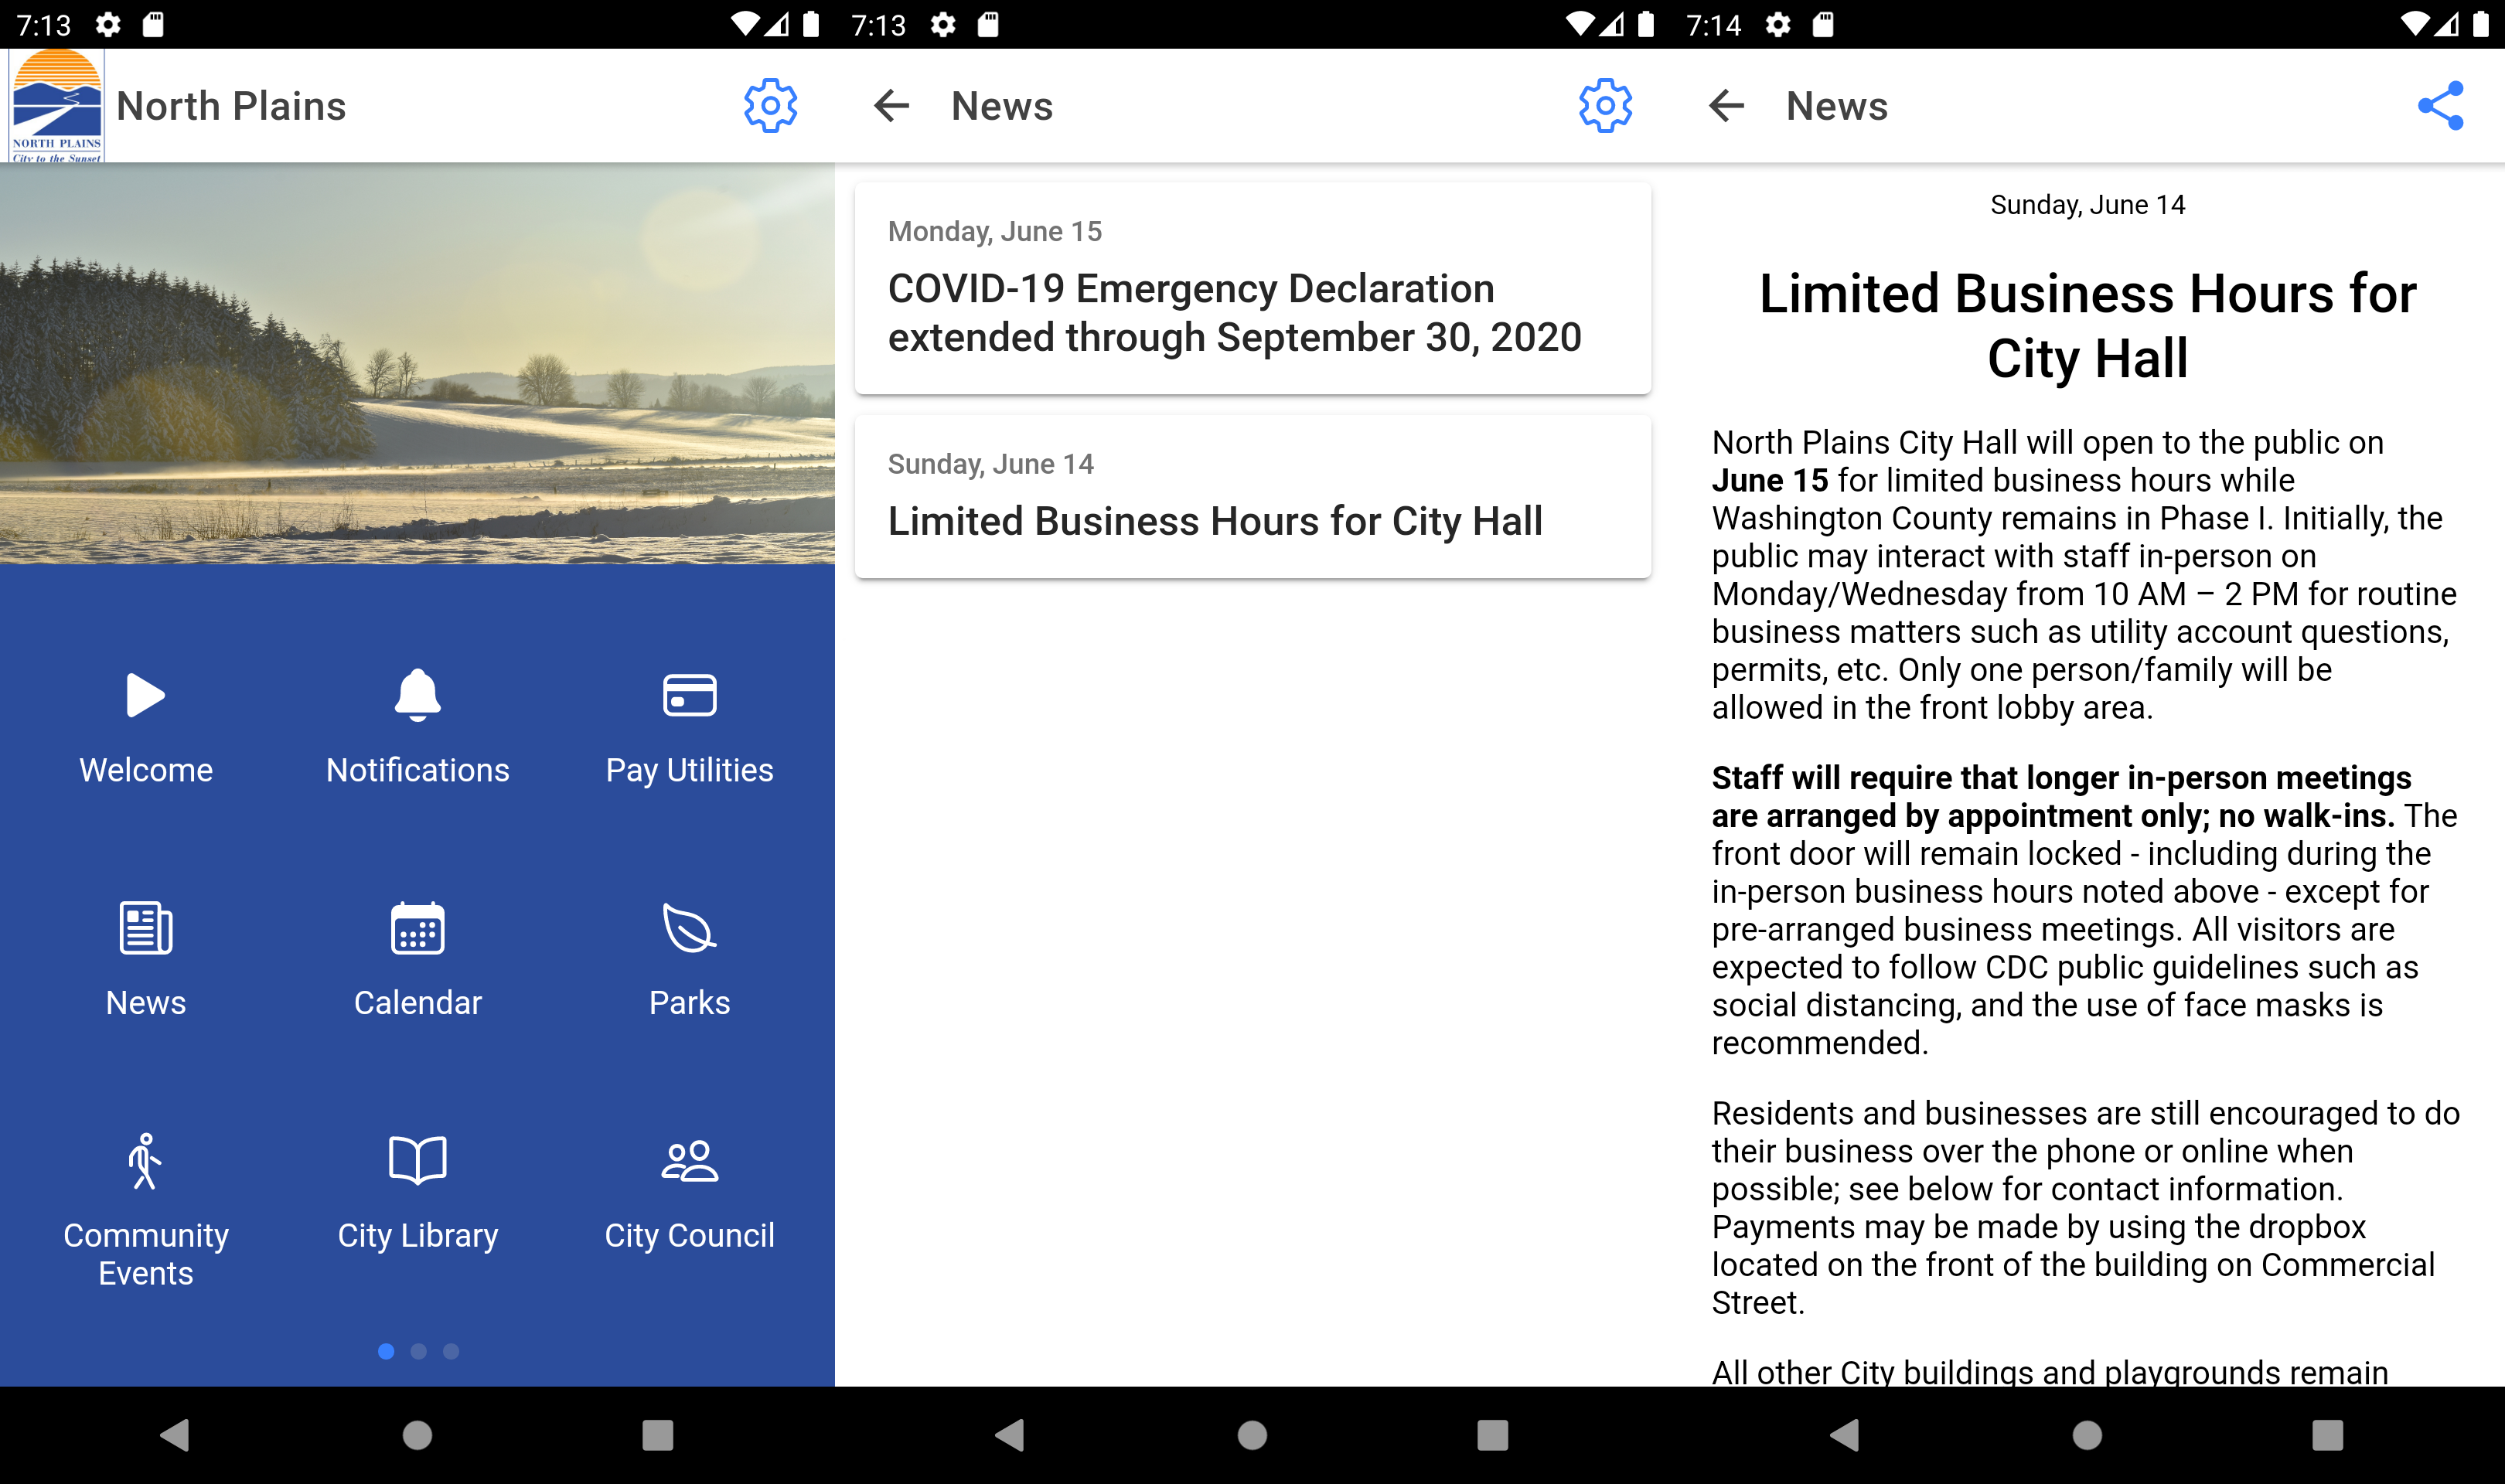 7:13
NORTH PLAINS
City to the Sunset
North Plains
Welcome
Notifications
Pay Utilities
News
Calendar
Parks
Community
Events
City Library
City Council
7:13
News
Monday, June 15
COVID-19 Emergency Declaration
extended through September 30, 2020
Sunday, June 14
Limited Business Hours for City Hall
7:14
News
Sunday, June 14
Limited Business Hours for
City Hall
North Plains City Hall will open to the public on
June 15 for limited business hours while
Washington County remains in Phase I. Initially, the
public may interact with staff in-person on
Monday/Wednesday from 10 AM – 2 PM for routine
business matters such as utility account questions,
permits, etc. Only one person/family will be
allowed in the front lobby area.
Staff will require that longer in-person meetings
are arranged by appointment only; no walk-ins. The
front door will remain locked - including during the
in-person business hours noted above - except for
pre-arranged business meetings. All visitors are
expected to follow CDC public guidelines such as
social distancing, and the use of face masks is
recommended.
Residents and businesses are still encouraged to do
their business over the phone or online when
possible; see below for contact information.
Payments may be made by using the dropbox
located on the front of the building on Commercial
Street.
All other City buildings and playgrounds remain